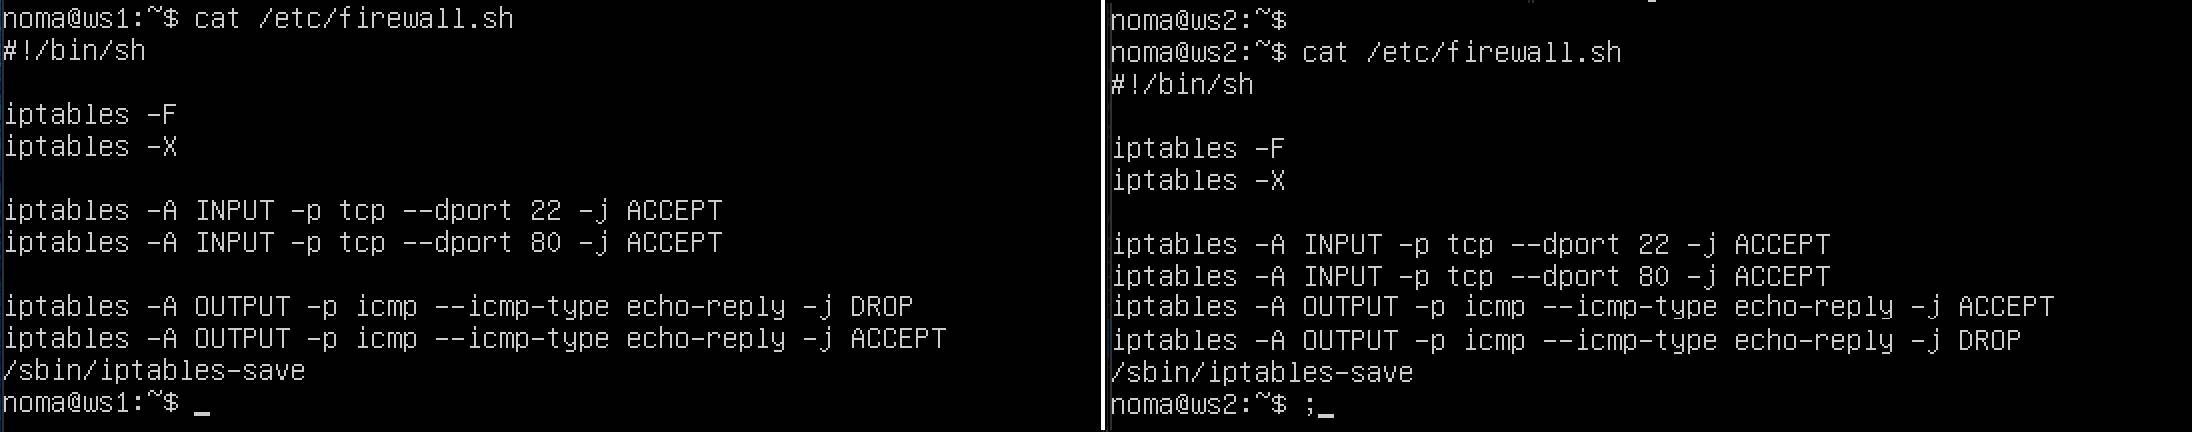 noma@ws1:~$ cat /etc/firewall.sh
#!/bin/sh
iptables -F
iptables -X
iptables -A INPUT -p tcp --dport 22 -j ACCEPT
iptables -A INPUT -p tcp --dport 80 -j ACCEPT
iptables -A OUTPUT -p icmp --icmp-type echo-reply -j DROP
iptables -A OUTPUT -p icmp --icmp-type echo-reply -j ACCEPT
/sbin/iptables-save
noma@ws1:~$ _
noma@ws2:~$
noma@ws2:~$ cat /etc/firewall.sh
#!/bin/sh
iptables -F
iptables -X
iptables -A INPUT -p tcp --dport 22 -j ACCEPT
iptables -A INPUT -p tcp --dport 80 -j ACCEPT
iptables -A OUTPUT -p icmp --icmp-type echo-reply -j ACCEPT
iptables -A OUTPUT -p icmp --icmp-type echo-reply -j DROP
/sbin/iptables-save
noma@ws2:~$ ;_